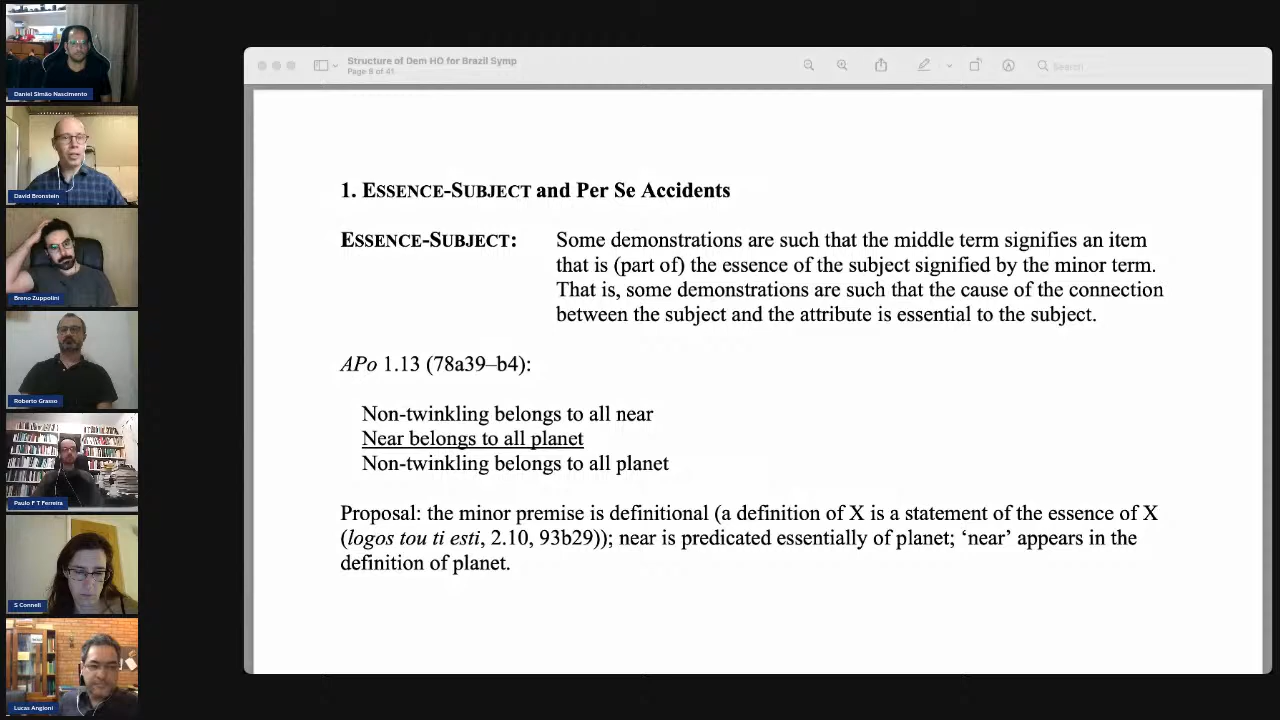 Daniel Simão Nascimento
David Bronstein
Breno Zuppolini
Roberto Grasso
Paulo F T Ferreira
S Connell
Lucas Angioni
Structure of Dem HO for Brazil Symp
Page 9 of 41
Search
1. ESSENCE-SUBJECT and Per Se Accidents
ESSENCE-SUBJECT: Some demonstrations are such that the middle term signifies an item
that is (part of) the essence of the subject signified by the minor term.
That is, some demonstrations are such that the cause of the connection
between the subject and the attribute is essential to the subject.
APo 1.13 (78a39–b4):
Non-twinkling belongs to all near
Near belongs to all planet
Non-twinkling belongs to all planet
Proposal: the minor premise is definitional (a definition of X is a statement of the essence of X
(logos tou ti esti, 2.10, 93b29)); near is predicated essentially of planet; ‘near’ appears in the
definition of planet.